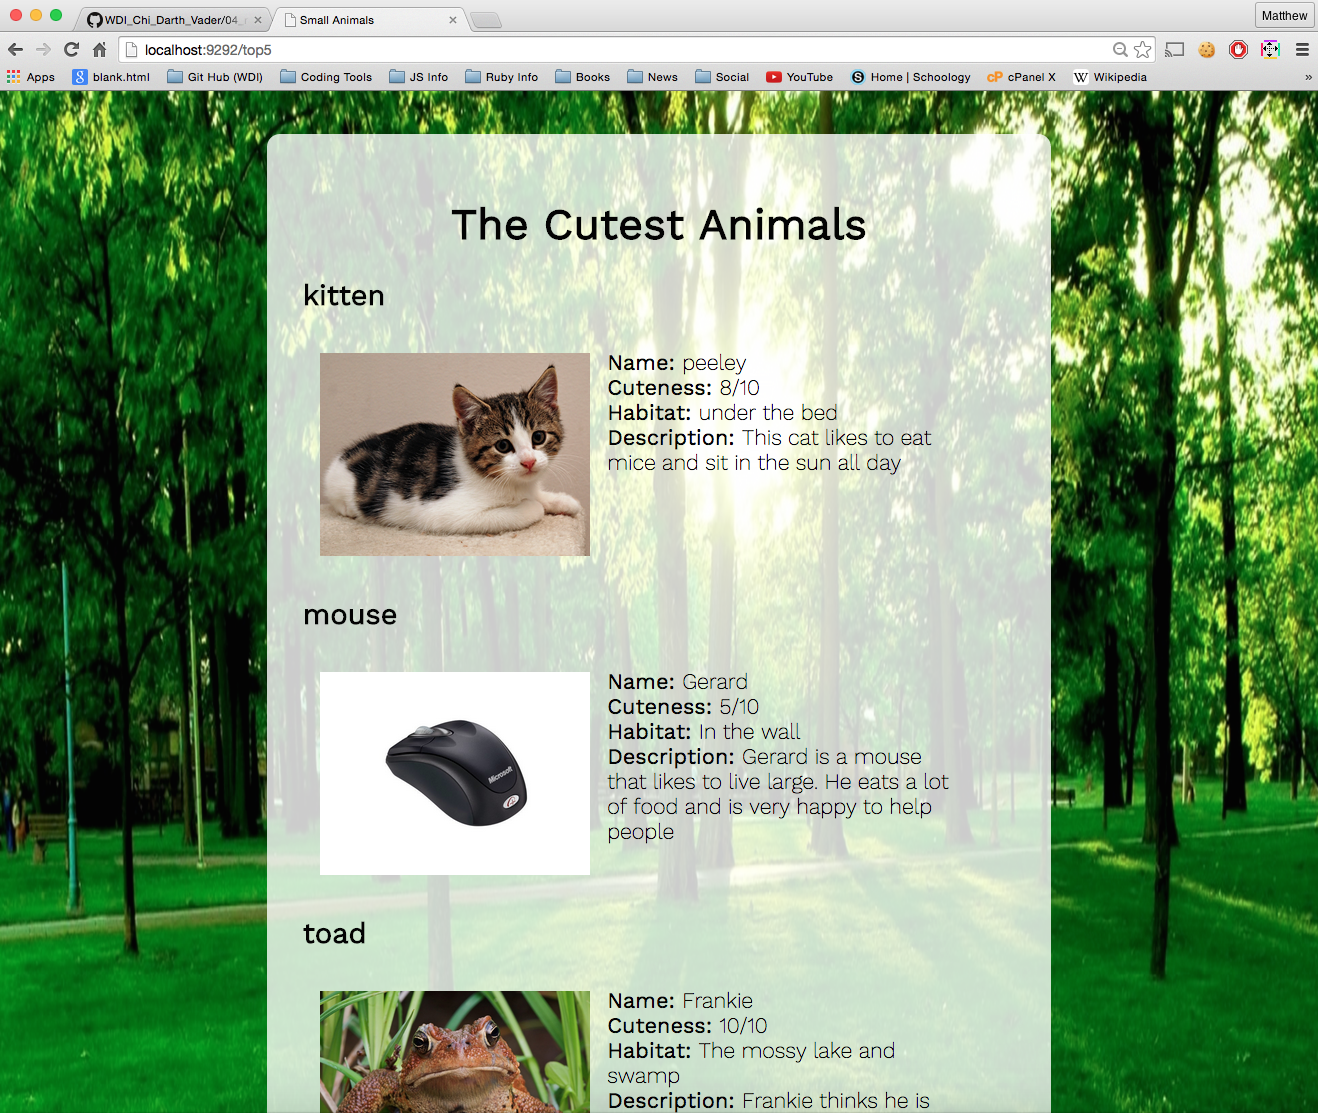 WDI_Chi_Darth_Vader/04_
Small Animals
Matthew
localhost:9292/top5
Apps
blank.html
Git Hub (WDI)
Coding Tools
JS Info
Ruby Info
Books
News
Social
YouTube
Home | Schoology
cPanel X
Wikipedia
»
The Cutest Animals
kitten
Name: peeley
Cuteness: 8/10
Habitat: under the bed
Description: This cat likes to eat
mice and sit in the sun all day
mouse
Microsoft
Name: Gerard
Cuteness: 5/10
Habitat: In the wall
Description: Gerard is a mouse
that likes to live large. He eats a lot
of food and is very happy to help
people
toad
Name: Frankie
Cuteness: 10/10
Habitat: The mossy lake and
swamp
Description: Frankie thinks he is